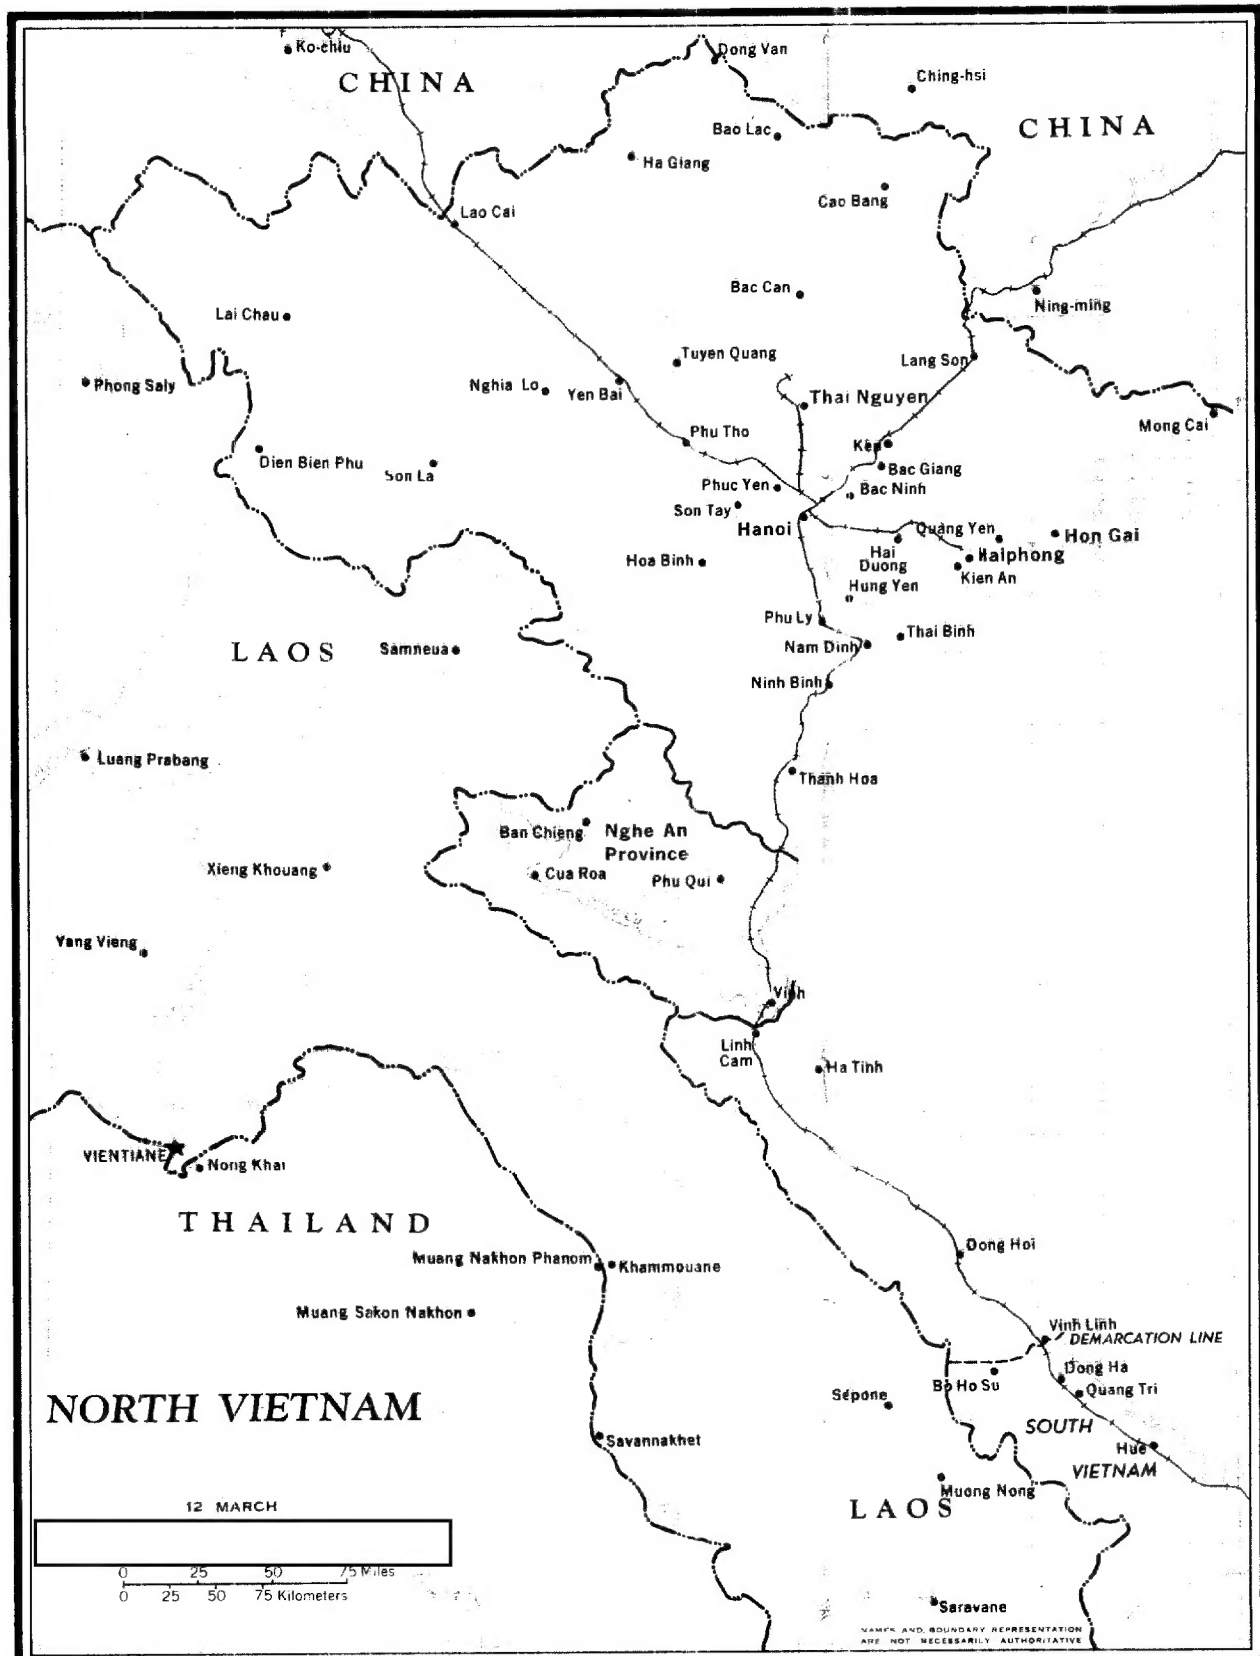 Ko-chiu
Dong Van
CHINA
Ching-hsi
CHINA
Bao Lac
Ha Giang
Cao Bang
Lao Cai
Bac Can
Ning-ming
Lai Chau
Tuyen Quang
Lang Son
Phong Saly
Nghia Lo
Yen Bai
Thai Nguyen
Mong Cai
Phu Tho
Kep
Dien Bien Phu
Son La
Bac Giang
Phuc Yen
Bac Ninh
Son Tay
Hanoi
Quang Yen
Hon Gai
Hai
Duong
Haiphong
Hoa Binh
Kien An
Hung Yen
Phu Ly
Thai Binh
LAOS
Samneua
Nam Dinh
Ninh Binh
Luang Prabang
Thanh Hoa
Ban Chieng
Nghe An
Province
Xieng Khouang
Cua Roa
Phu Qui
Vang Vieng
Vinh
Linh
Cam
Ha Tinh
VIENTIANE
Nong Khai
THAILAND
Dong Hoi
Muang Nakhon Phanom
Khammouane
Muang Sakon Nakhon
Vinh Linh
DEMARCATION LINE
Dong Ha
Bo Ho Su
Quang Tri
Sepone
NORTH VIETNAM
SOUTH
VIETNAM
Savannakhet
Hue
Muong Nong
LAOS
12 MARCH
0 25 50 75 Miles
0 25 50 75 Kilometers
Saravane
NAMES AND BOUNDARY REPRESENTATION
ARE NOT NECESSARILY AUTHORITATIVE